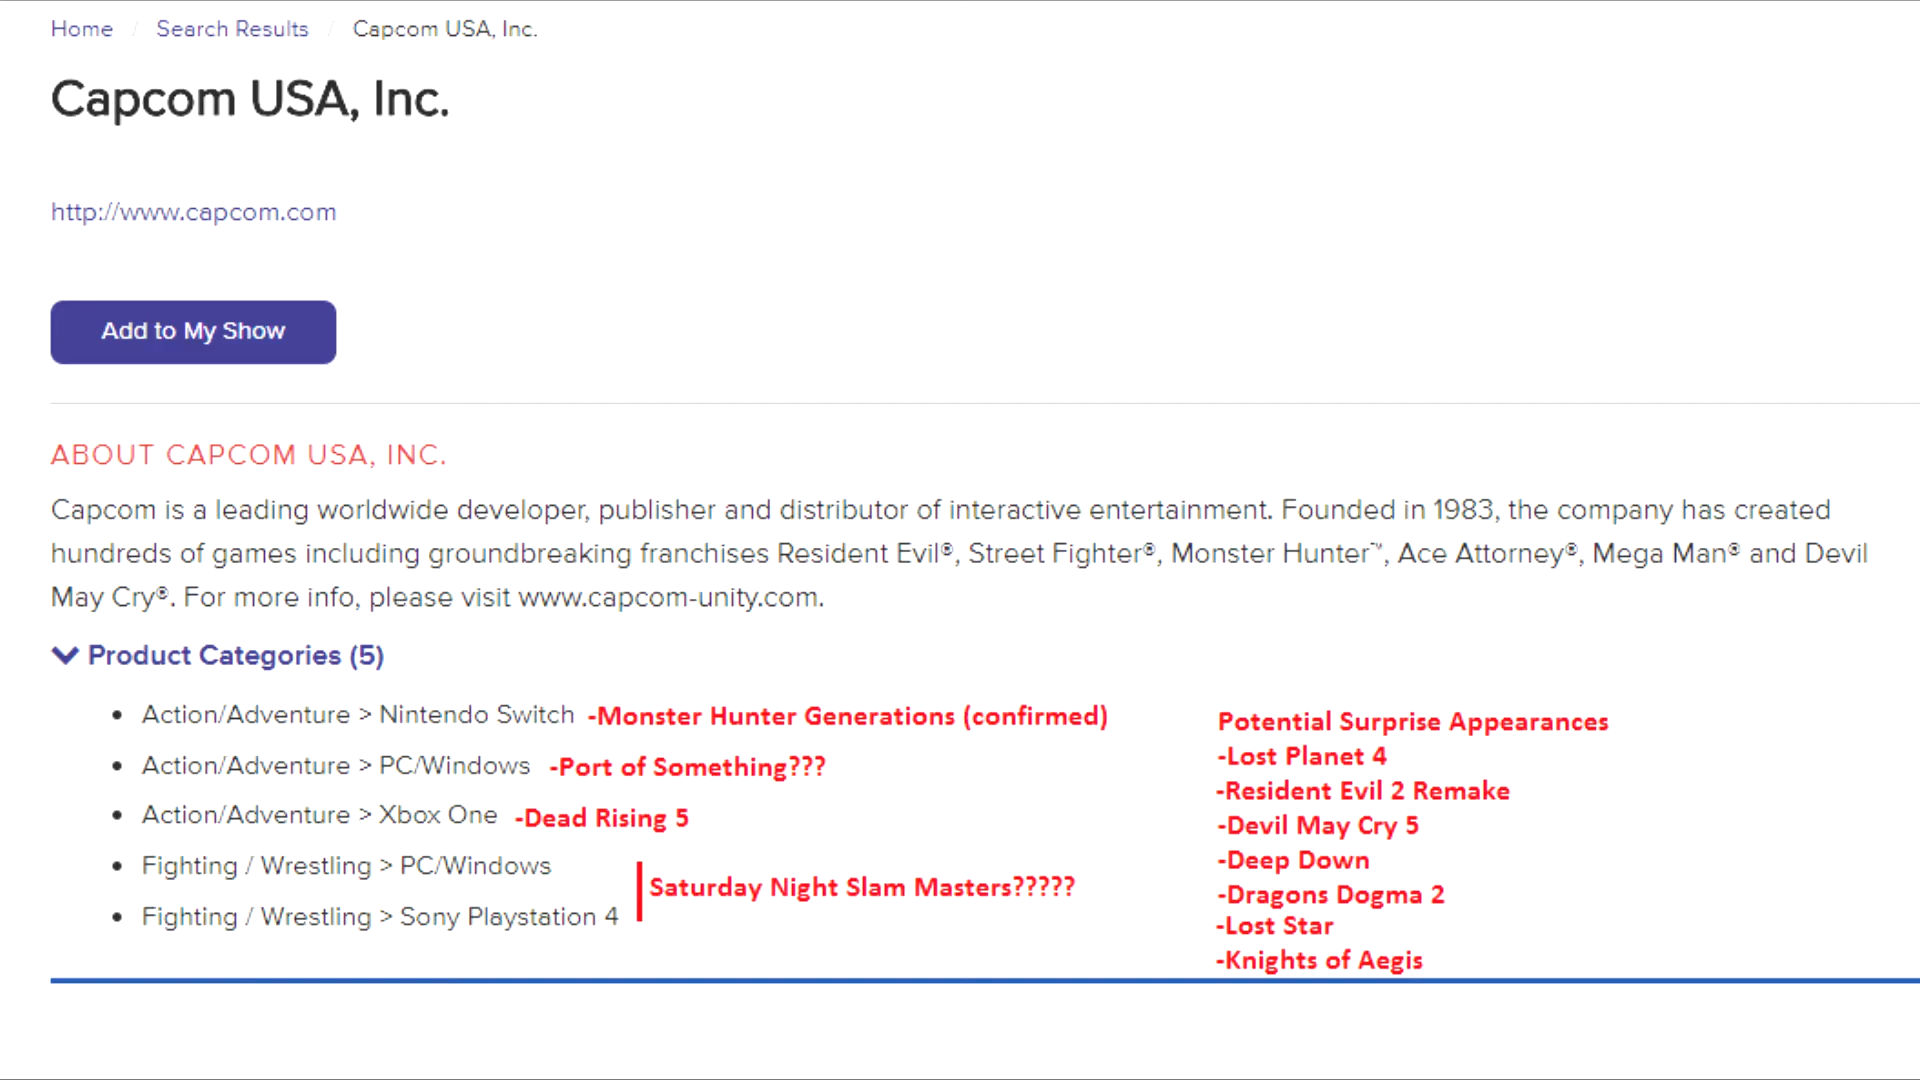 Home / Search Results / Capcom USA, Inc.
Capcom USA, Inc.
http://www.capcom.com
Add to My Show
ABOUT CAPCOM USA, INC.
Capcom is a leading worldwide developer, publisher and distributor of interactive entertainment. Founded in 1983, the company has created
hundreds of games including groundbreaking franchises Resident Evil®, Street Fighter®, Monster Hunter™, Ace Attorney®, Mega Man® and Devil
May Cry®. For more info, please visit www.capcom-unity.com.
Product Categories (5)
• Action/Adventure > Nintendo Switch -Monster Hunter Generations (confirmed)
• Action/Adventure > PC/Windows -Port of Something???
• Action/Adventure > Xbox One -Dead Rising 5
• Fighting / Wrestling > PC/Windows
Saturday Night Slam Masters?????
• Fighting / Wrestling > Sony Playstation 4
Potential Surprise Appearances
-Lost Planet 4
-Resident Evil 2 Remake
-Devil May Cry 5
-Deep Down
-Dragons Dogma 2
-Lost Star
-Knights of Aegis